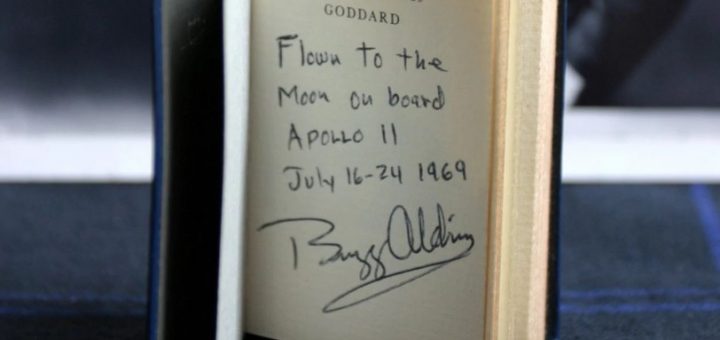 GODDARD
Flown to the
Moon on board
APOLLO 11
July 16-24 1969
Buzz Aldrin